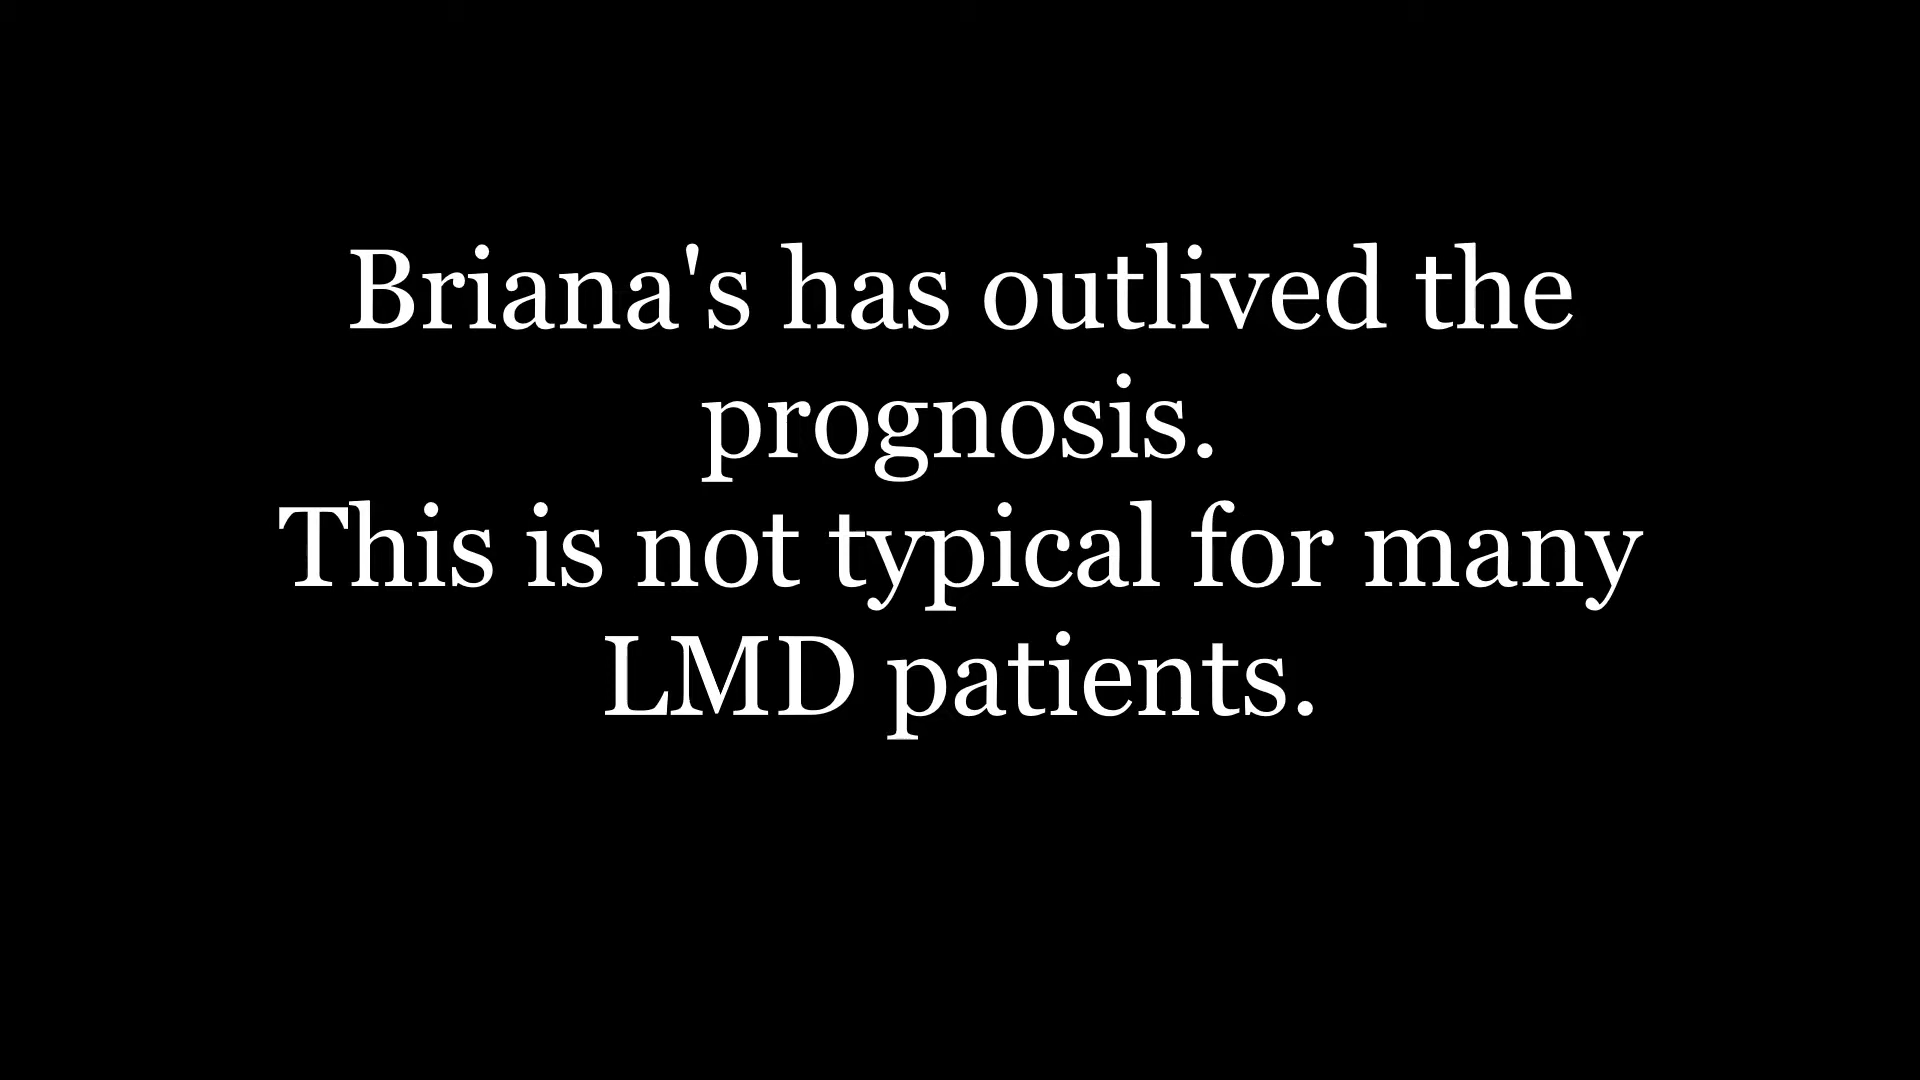 Briana's has outlived the
prognosis.
This is not typical for many
LMD patients.